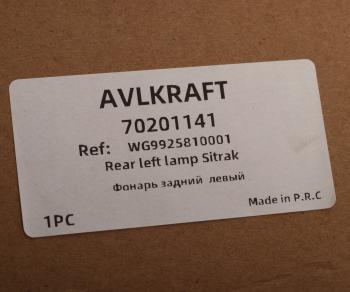 AVLKRAFT
70201141
Ref: WG9925810001
Rear left lamp Sitrak
Фонарь задний левый
1PC
Made in P.R.C